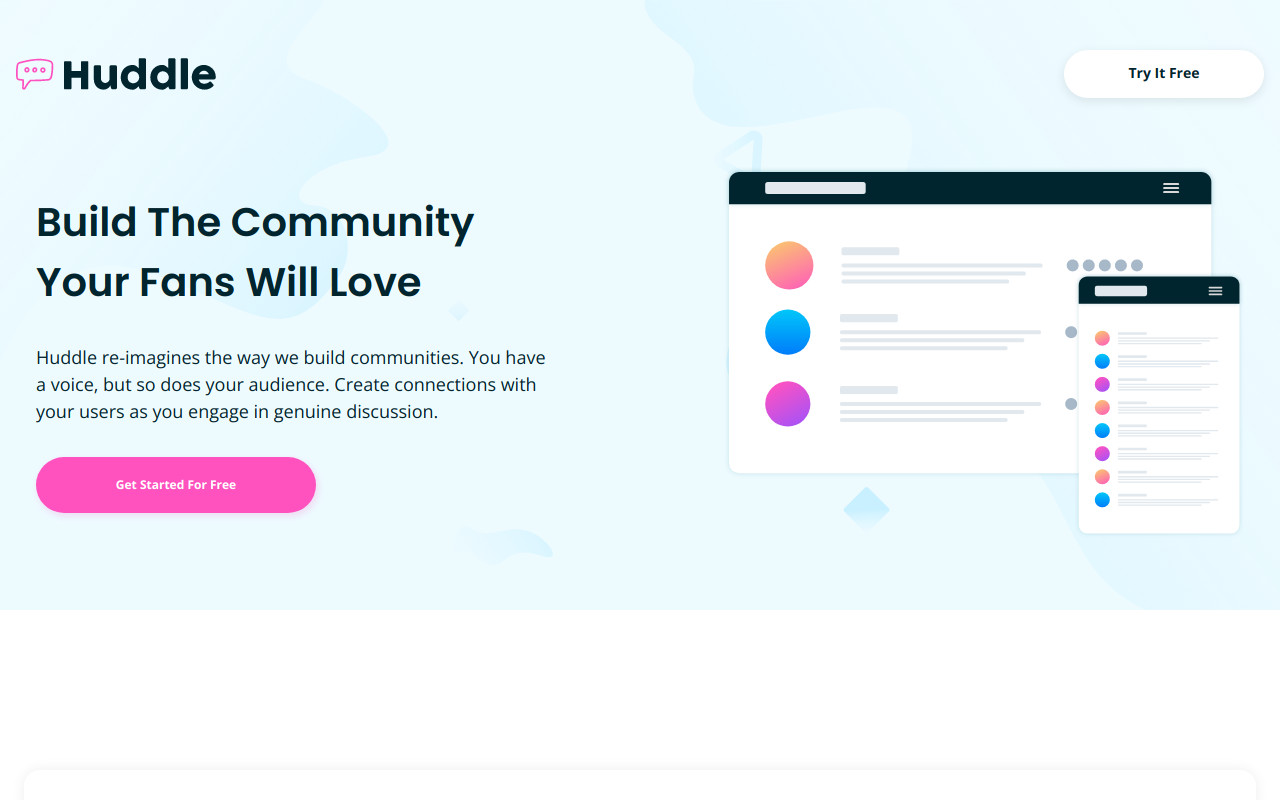 Huddle
Try It Free
Build The Community
Your Fans Will Love
Huddle re-imagines the way we build communities. You have
a voice, but so does your audience. Create connections with
your users as you engage in genuine discussion.
Get Started For Free